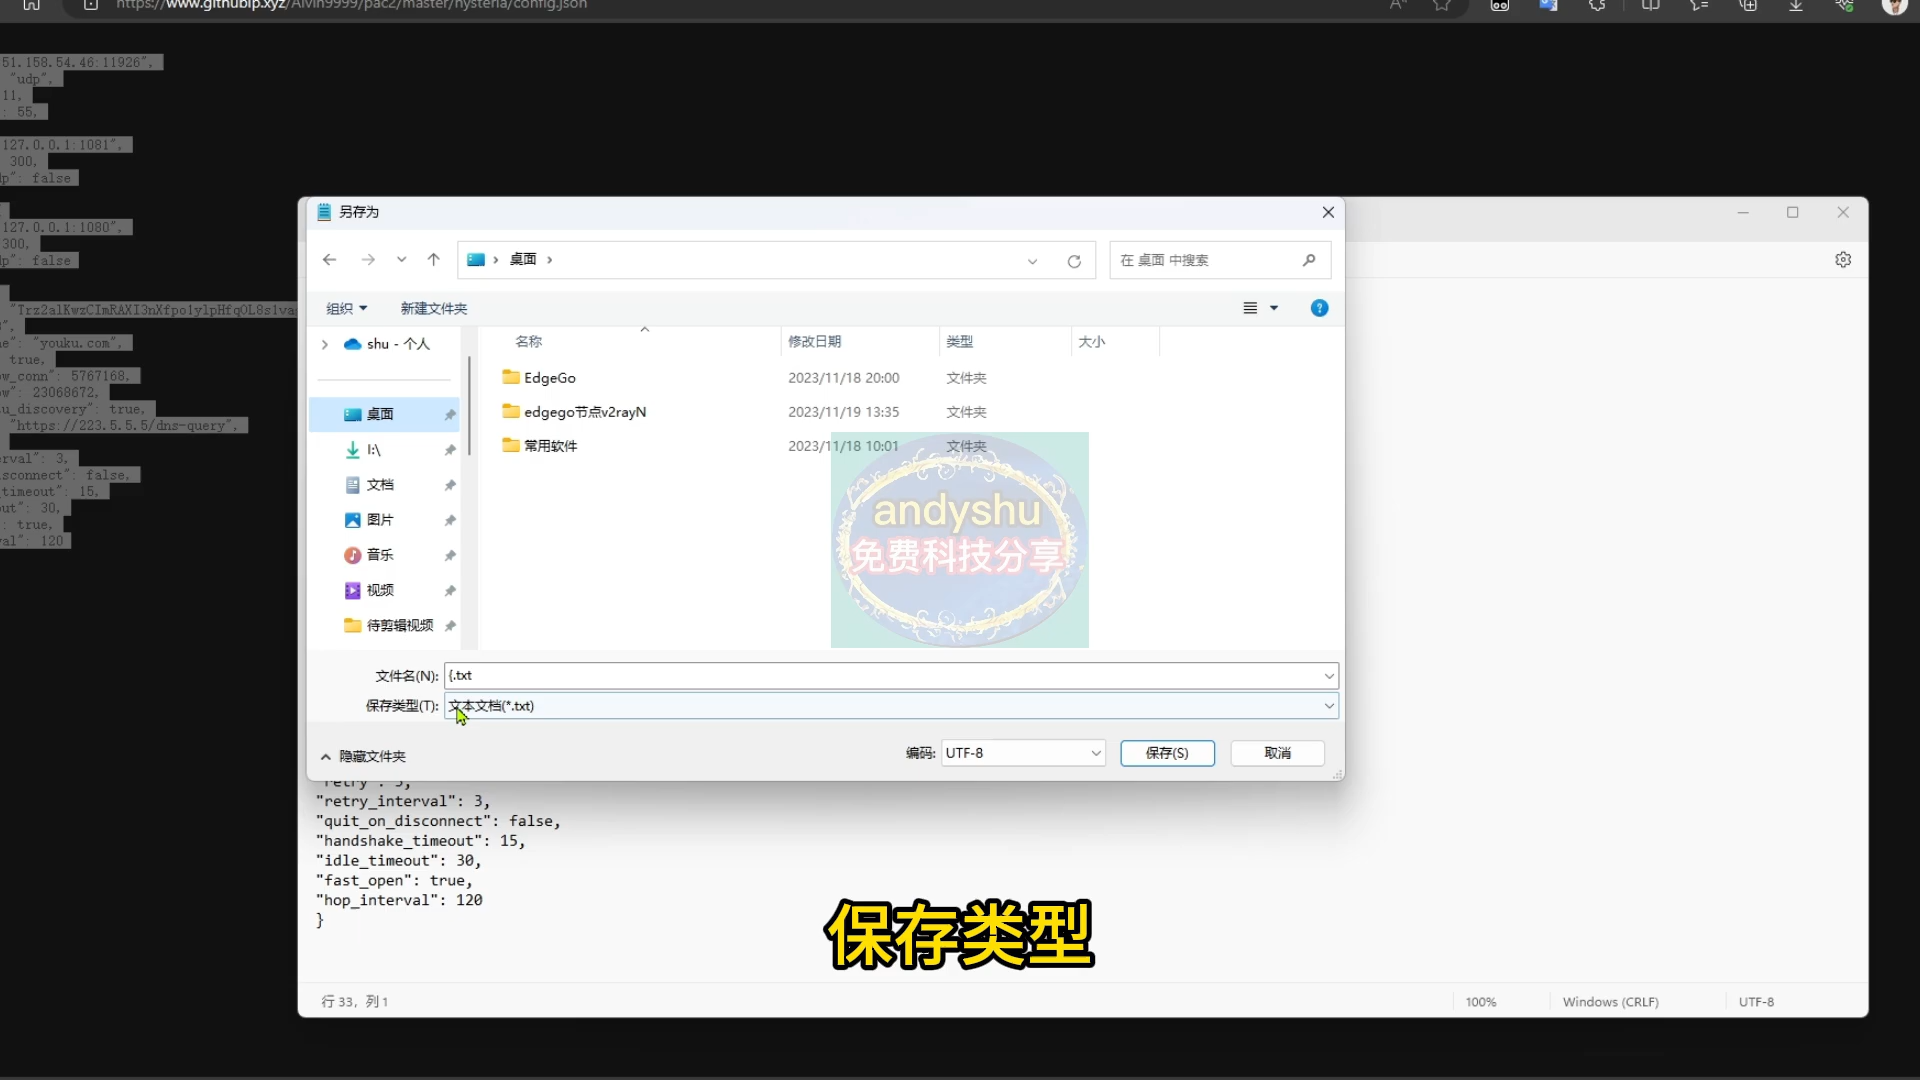 https://www.githubip.xyz/Alvin9999/pac2/master/hysteria/config.json
51.158.54.46:11926",
"udp",
11,
: 55,
127.0.0.1:1081",
300,
p": false
127.0.0.1:1080",
300,
p": false
e": "youku.com",
true,
w_conn": 5767168,
ow": 23068672,
u_discovery": true,
"https://223.5.5.5/dns-query",
rval": 3,
sconnect": false,
timeout": 15,
out": 30,
: true,
val": 120
另存为
桌面
在 桌面 中搜索
组织
新建文件夹
shu - 个人
名称
修改日期
类型
大小
EdgeGo
2023/11/18 20:00
文件夹
桌面
edgego节点v2rayN
2023/11/19 13:35
文件夹
I:\
常用软件
2023/11/18 10:01
文件夹
文档
图片
音乐
视频
待剪辑视频
andyshu
免费科技分享
文件名(N):
{.txt
保存类型(T):
文本文档(*.txt)
隐藏文件夹
编码:
UTF-8
保存(S)
取消
"retry_interval": 3,
"quit_on_disconnect": false,
"handshake_timeout": 15,
"idle_timeout": 30,
"fast_open": true,
"hop_interval": 120
}
保存类型
行 33，列 1
100%
Windows (CRLF)
UTF-8